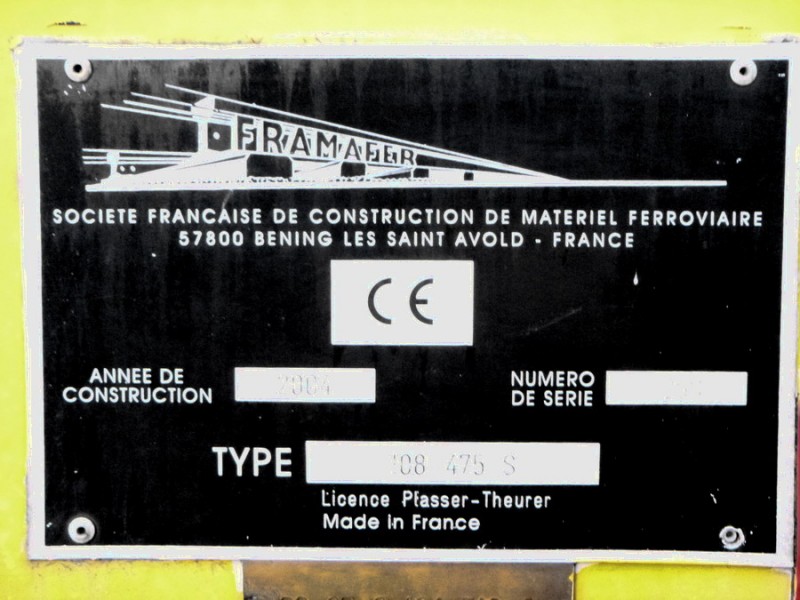 FRAMAFER
SOCIETE FRANCAISE DE CONSTRUCTION DE MATERIEL FERROVIAIRE
57800 BENING LES SAINT AVOLD - FRANCE
CE
ANNEE DE CONSTRUCTION 2004
NUMERO DE SERIE
TYPE 108 475 S
Licence Plasser-Theurer
Made in France